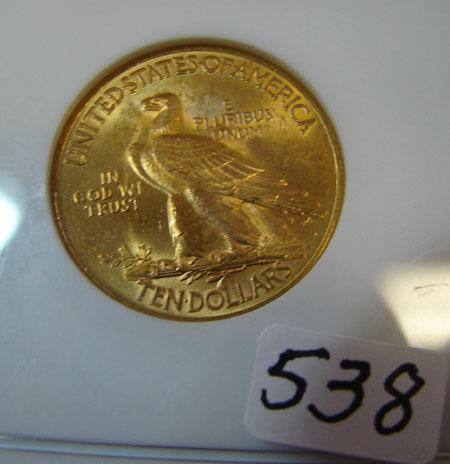 UNITED·STATES·OF·AMERICA
E
PLURIBUS
UNUM
IN
GOD WE
TRUST
TEN·DOLLARS
538